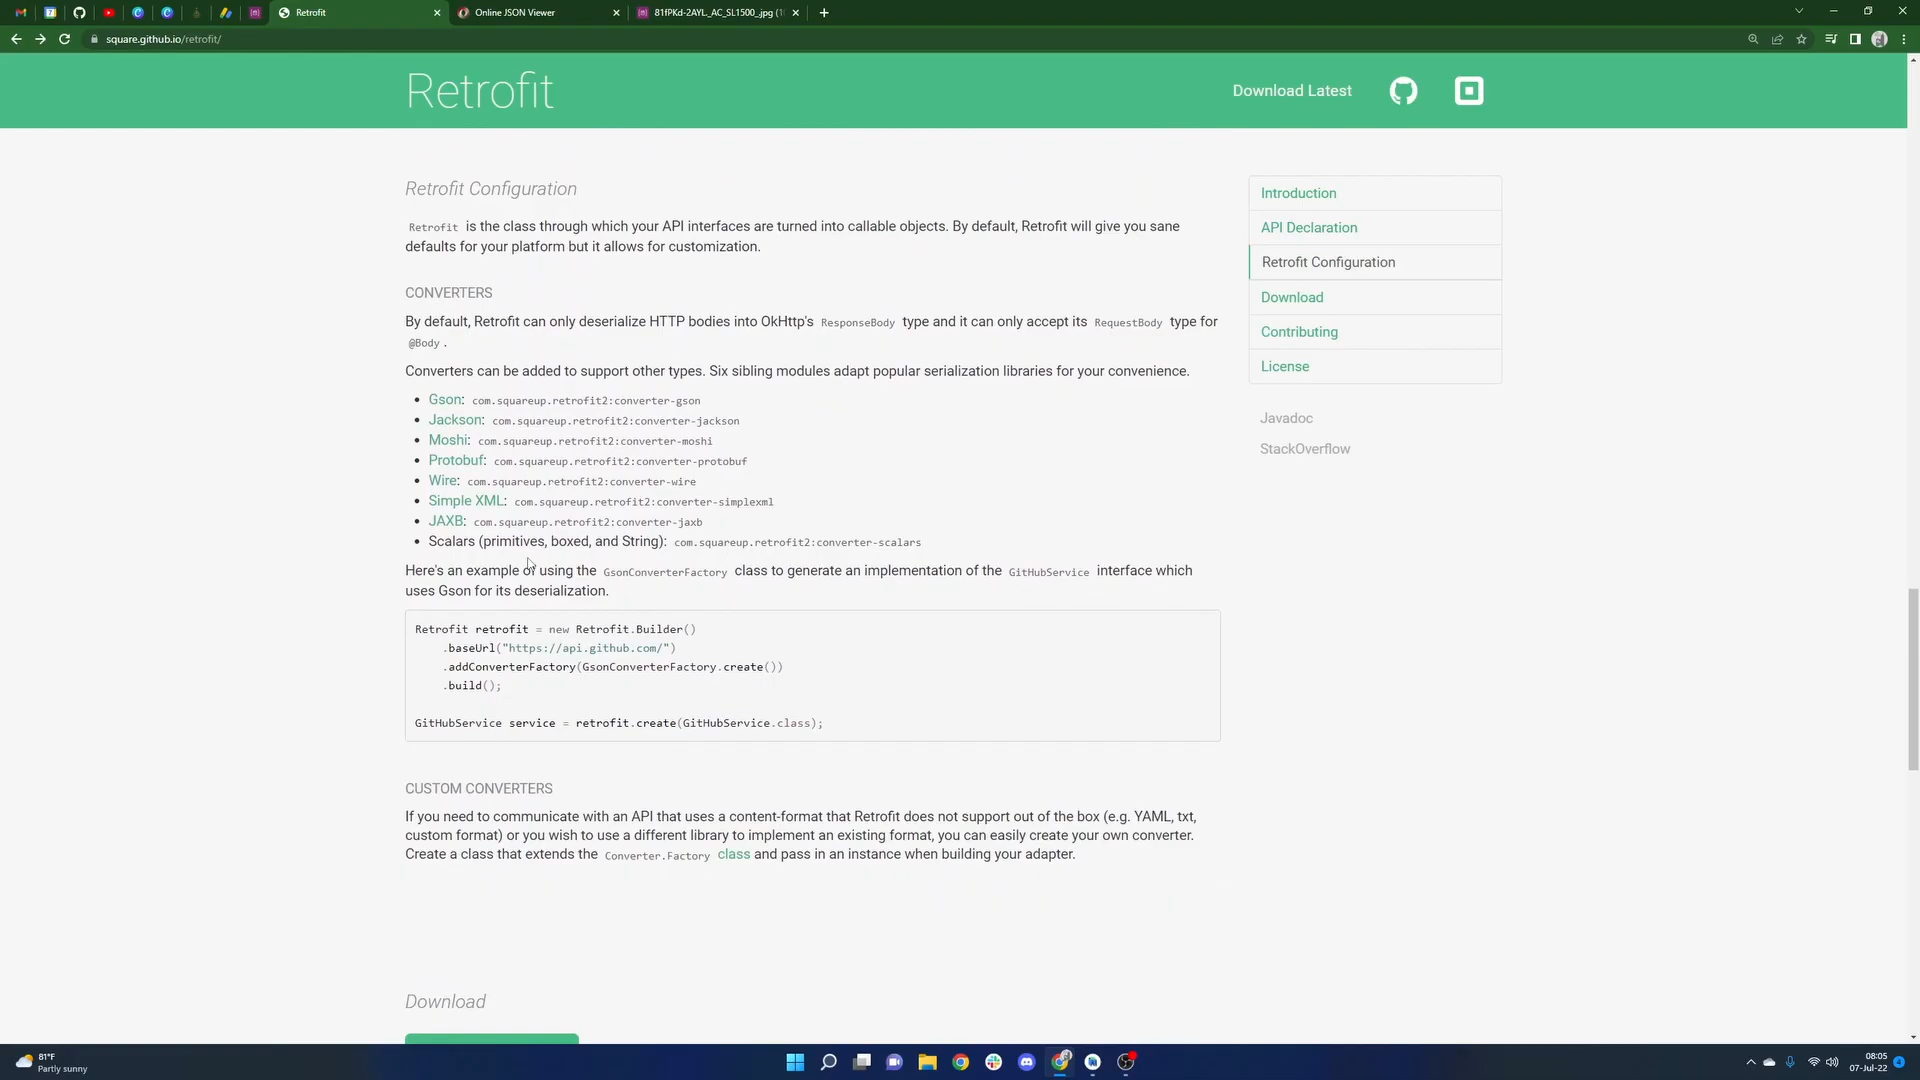 Retrofit
Online JSON Viewer
81fPKd-2AYL._AC_SL1500_.jpg (1
square.github.io/retrofit/
Retrofit
Download Latest
Retrofit Configuration
Retrofit is the class through which your API interfaces are turned into callable objects. By default, Retrofit will give you sane
defaults for your platform but it allows for customization.
CONVERTERS
By default, Retrofit can only deserialize HTTP bodies into OkHttp's ResponseBody type and it can only accept its RequestBody type for
@Body .
Converters can be added to support other types. Six sibling modules adapt popular serialization libraries for your convenience.
Gson: com.squareup.retrofit2:converter-gson
Jackson: com.squareup.retrofit2:converter-jackson
Moshi: com.squareup.retrofit2:converter-moshi
Protobuf: com.squareup.retrofit2:converter-protobuf
Wire: com.squareup.retrofit2:converter-wire
Simple XML: com.squareup.retrofit2:converter-simplexml
JAXB: com.squareup.retrofit2:converter-jaxb
Scalars (primitives, boxed, and String): com.squareup.retrofit2:converter-scalars
Here's an example of using the GsonConverterFactory class to generate an implementation of the GitHubService interface which
uses Gson for its deserialization.
Retrofit retrofit = new Retrofit.Builder()
.baseUrl("https://api.github.com/")
.addConverterFactory(GsonConverterFactory.create())
.build();
GitHubService service = retrofit.create(GitHubService.class);
CUSTOM CONVERTERS
If you need to communicate with an API that uses a content-format that Retrofit does not support out of the box (e.g. YAML, txt,
custom format) or you wish to use a different library to implement an existing format, you can easily create your own converter.
Create a class that extends the Converter.Factory class and pass in an instance when building your adapter.
Download
Introduction
API Declaration
Retrofit Configuration
Download
Contributing
License
Javadoc
StackOverflow
81°F
Partly sunny
08:05
07-Jul-22
4